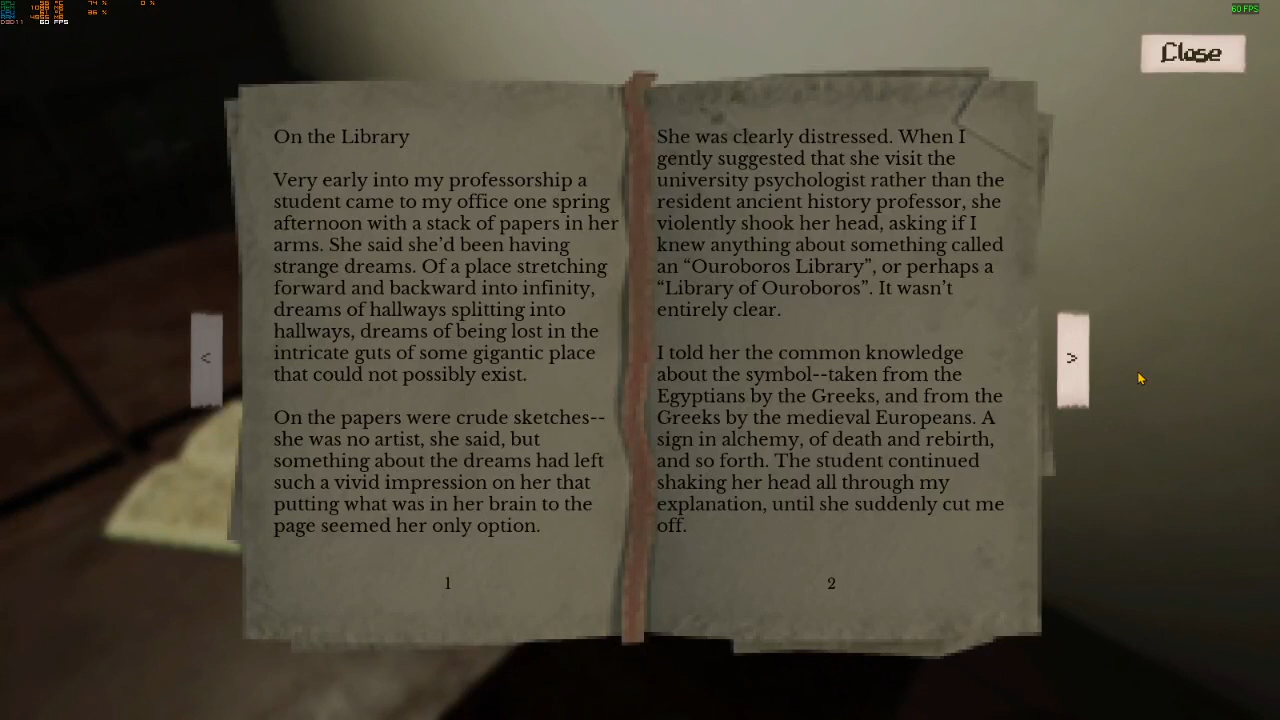 60 FPS
60 FPS
Close
On the Library
Very early into my professorship a
student came to my office one spring
afternoon with a stack of papers in her
arms. She said she’d been having
strange dreams. Of a place stretching
forward and backward into infinity,
dreams of hallways splitting into
hallways, dreams of being lost in the
intricate guts of some gigantic place
that could not possibly exist.
On the papers were crude sketches--
she was no artist, she said, but
something about the dreams had left
such a vivid impression on her that
putting what was in her brain to the
page seemed her only option.
1
She was clearly distressed. When I
gently suggested that she visit the
university psychologist rather than the
resident ancient history professor, she
violently shook her head, asking if I
knew anything about something called
an “Ouroboros Library”, or perhaps a
“Library of Ouroboros”. It wasn’t
entirely clear.
I told her the common knowledge
about the symbol--taken from the
Egyptians by the Greeks, and from the
Greeks by the medieval Europeans. A
sign in alchemy, of death and rebirth,
and so forth. The student continued
shaking her head all through my
explanation, until she suddenly cut me
off.
2
<
>